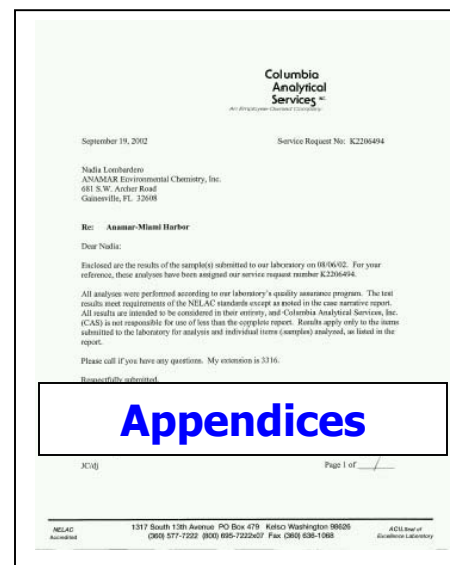 Columbia
Analytical
Services INC.
An Employee-Owned Company
September 19, 2002 Service Request No: K2206494
Nadia Lombardero
ANAMAR Environmental Chemistry, Inc.
681 S.W. Archer Road
Gainesville, FL 32608
Re: Anamar-Miami Harbor
Dear Nadia:
Enclosed are the results of the sample(s) submitted to our laboratory on 08/06/02. For your
reference, these analyses have been assigned our service request number K2206494.
All analyses were performed according to our laboratory's quality assurance program. The test
results meet requirements of the NELAC standards except as noted in the case narrative report.
All results are intended to be considered in their entirety, and Columbia Analytical Services, Inc.
(CAS) is not responsible for use of less than the complete report. Results apply only to the items
submitted to the laboratory for analysis and individual items (samples) analyzed, as listed in the
report.
Please call if you have any questions. My extension is 3316.
Respectfully submitted,
Appendices
JC/dj Page 1 of
NELAC
Accredited
1317 South 13th Avenue PO Box 479 Kelso Washington 98626
(360) 577-7222 (800) 695-7222x07 Fax (360) 636-1068
ACIL Seal of
Excellence Laboratory